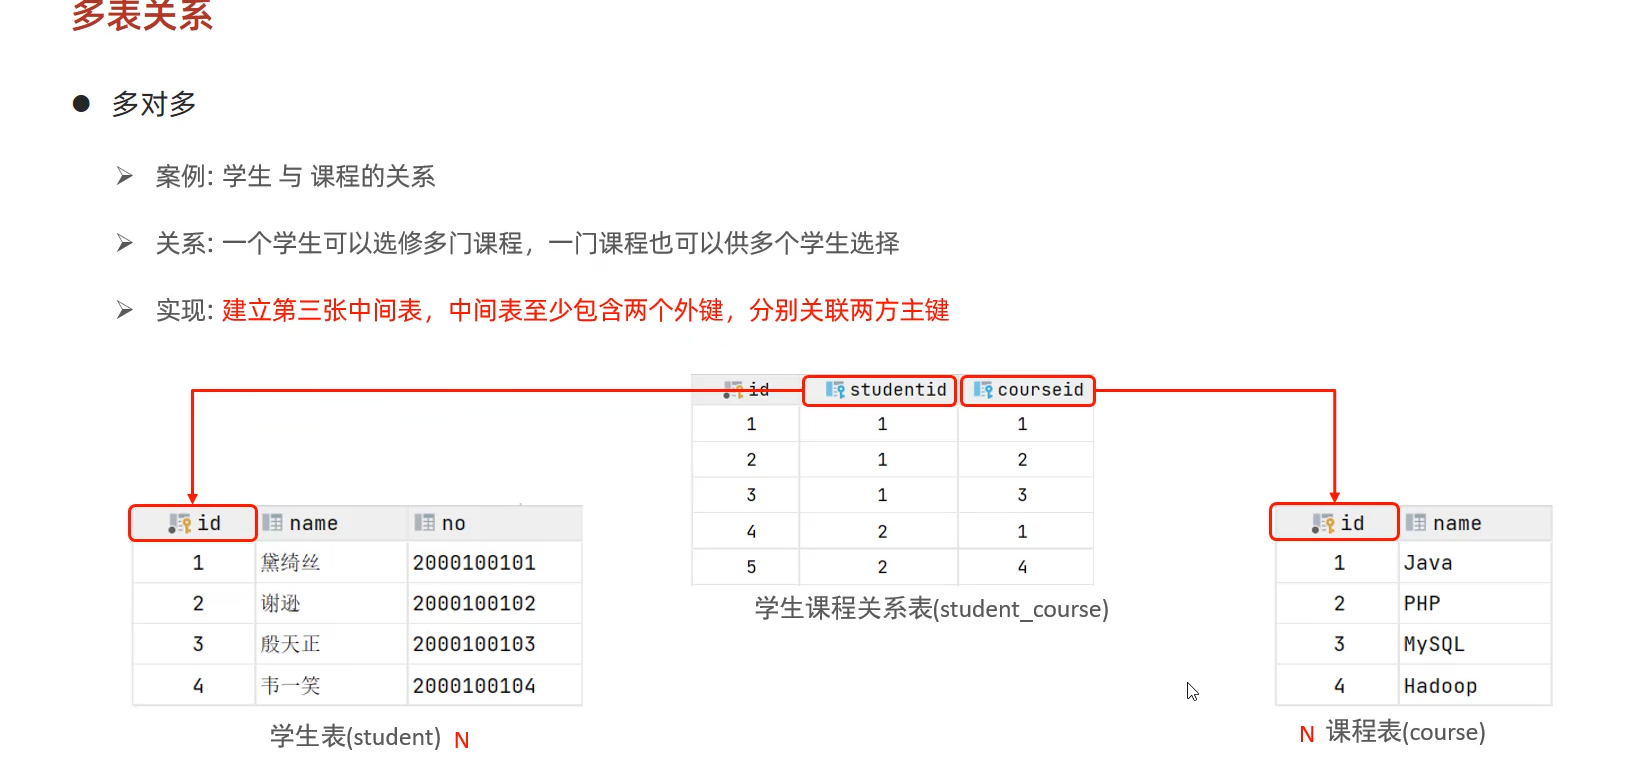 多表关系
● 多对多
➢ 案例: 学生 与 课程的关系
➢ 关系: 一个学生可以选修多门课程，一门课程也可以供多个学生选择
➢ 实现: 建立第三张中间表，中间表至少包含两个外键，分别关联两方主键
id studentid courseid
1 1 1
2 1 2
3 1 3
4 2 1
5 2 4
学生课程关系表(student_course)
id name no
1 黛绮丝 2000100101
2 谢逊 2000100102
3 殷天正 2000100103
4 韦一笑 2000100104
学生表(student) N
id name
1 Java
2 PHP
3 MySQL
4 Hadoop
N 课程表(course)